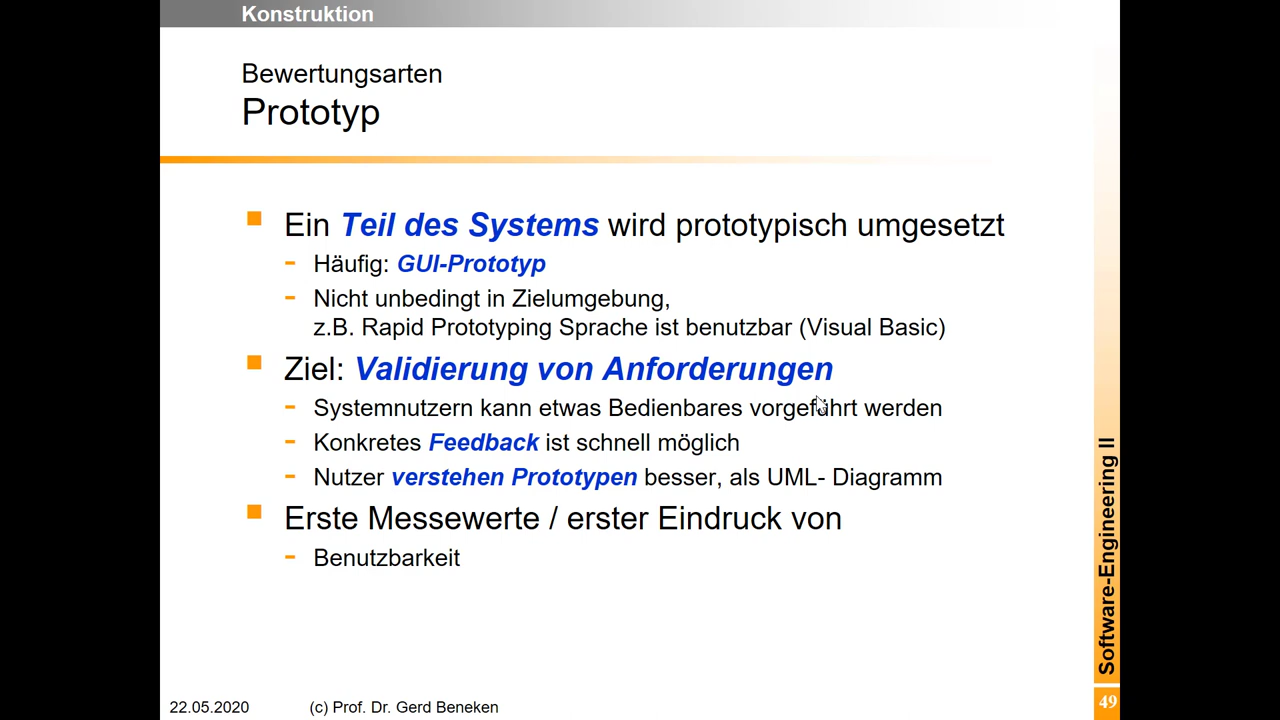 Konstruktion
Bewertungsarten
Prototyp
Ein Teil des Systems wird prototypisch umgesetzt
Häufig: GUI-Prototyp
Nicht unbedingt in Zielumgebung,
z.B. Rapid Prototyping Sprache ist benutzbar (Visual Basic)
Ziel: Validierung von Anforderungen
Systemnutzern kann etwas Bedienbares vorgeführt werden
Konkretes Feedback ist schnell möglich
Nutzer verstehen Prototypen besser, als UML- Diagramm
Erste Messewerte / erster Eindruck von
Benutzbarkeit
Software-Engineering II
22.05.2020 (c) Prof. Dr. Gerd Beneken
49